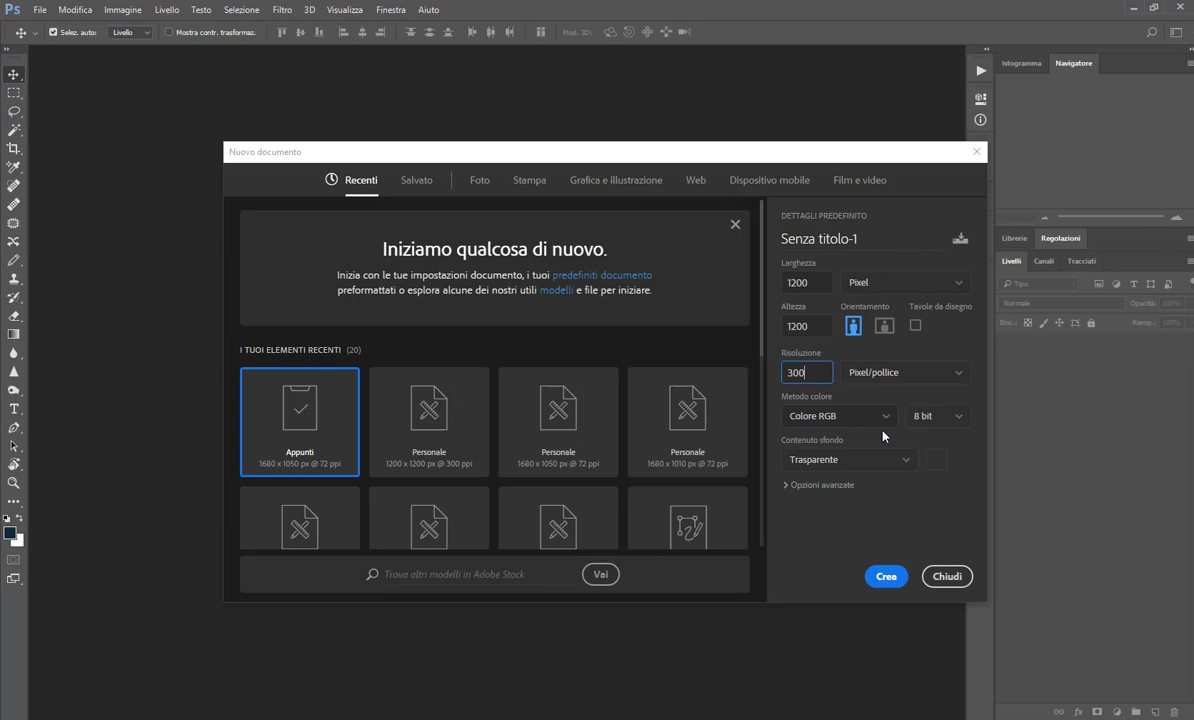 Ps File Modifica Immagine Livello Testo Selezione Filtro 3D Visualizza Finestra Aiuto
Selez. autom.: Livello Mostra contr. trasformaz. Mod. 3D:
Istogramma Navigatore
Nuovo documento
Recenti Salvato Foto Stampa Grafica e illustrazione Web Dispositivo mobile Film e video
DETTAGLI PREDEFINITO
Iniziamo qualcosa di nuovo.
Senza titolo-1
Librerie Regolazioni
Inizia con le tue impostazioni documento, i tuoi predefiniti documento
preformattati o esplora alcune dei nostri utili modelli e file per iniziare.
Larghezza
1200 Pixel
Livelli Canali Tracciati
Tipo
Altezza Orientamento Tavole da disegno
1200
Normale Opacità: 100%
Bloc.: Riemp.: 100%
I TUOI ELEMENTI RECENTI (20)
Risoluzione
300 Pixel/pollice
Metodo colore
Colore RGB 8 bit
Contenuto sfondo
Trasparente
Opzioni avanzate
Appunti
1680 x 1050 px @ 72 ppi
Personale
1200 x 1200 px @ 300 ppi
Personale
1680 x 1050 px @ 72 ppi
Personale
1680 x 1010 px @ 72 ppi
Trova altri modelli in Adobe Stock Vai
Crea Chiudi